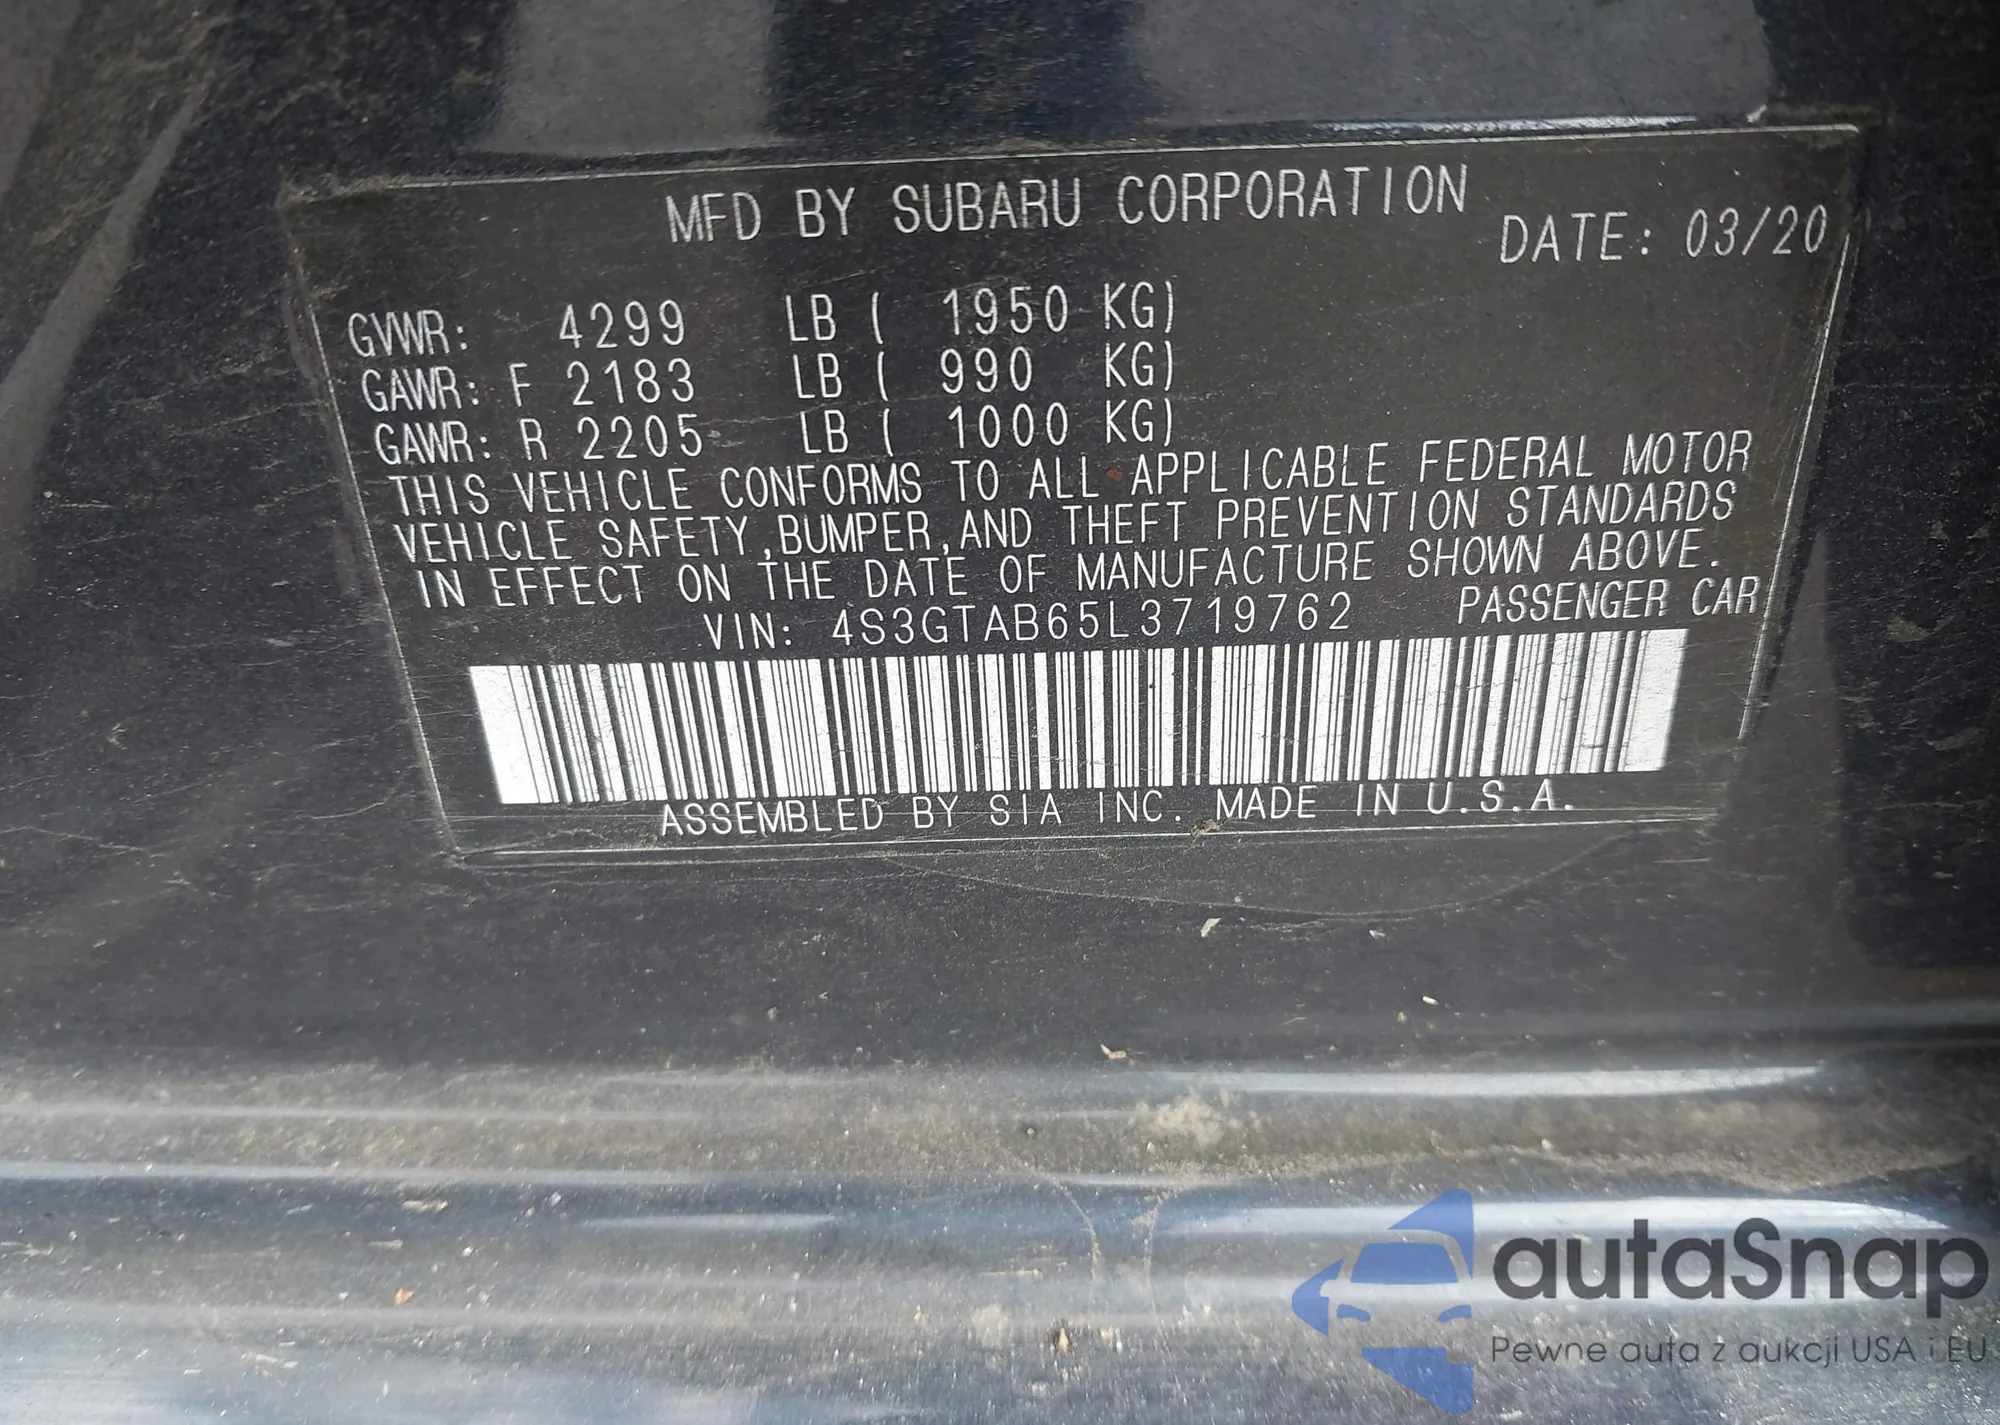 MFD BY SUBARU CORPORATION
DATE: 03/20
GVWR: 4299 LB ( 1950 KG)
GAWR: F 2183 LB ( 990 KG)
GAWR: R 2205 LB ( 1000 KG)
THIS VEHICLE CONFORMS TO ALL APPLICABLE FEDERAL MOTOR
VEHICLE SAFETY,BUMPER,AND THEFT PREVENTION STANDARDS
IN EFFECT ON THE DATE OF MANUFACTURE SHOWN ABOVE.
VIN: 4S3GTAB65L3719762 PASSENGER CAR
ASSEMBLED BY SIA INC. MADE IN U.S.A.
autaSnap
Pewne auta z aukcji USA i EU